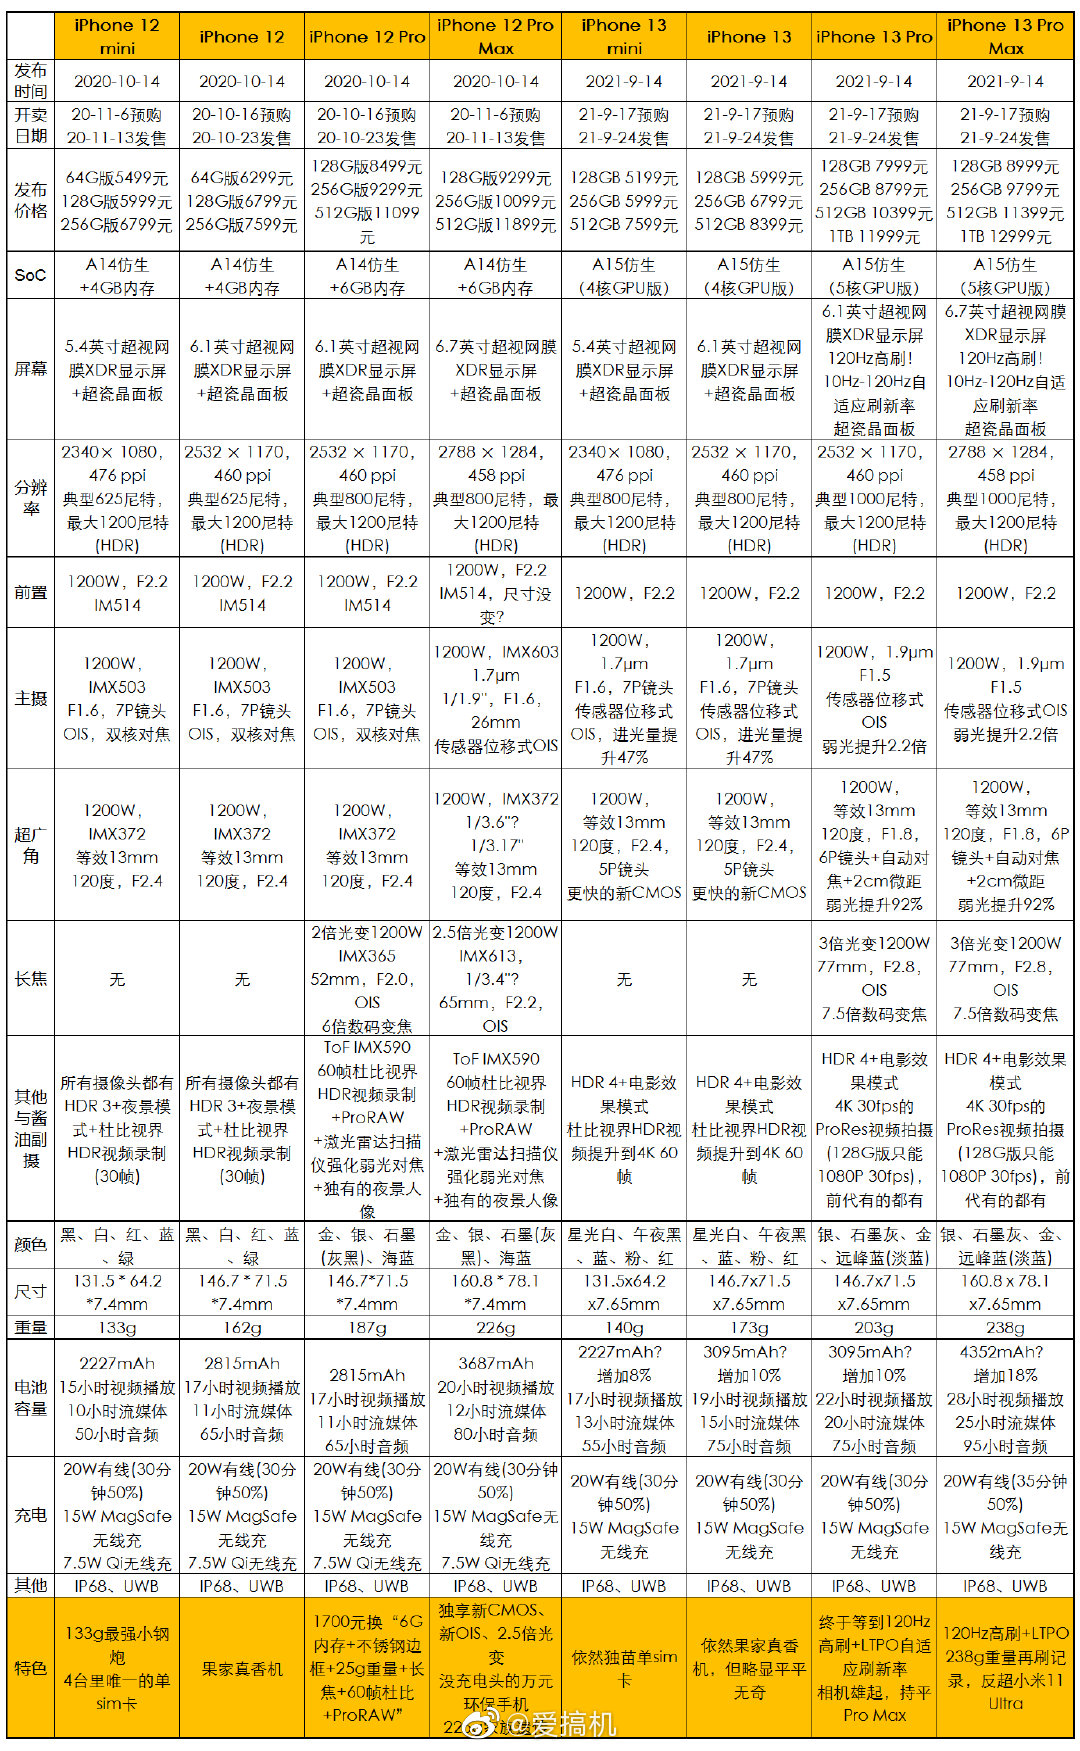 iPhone 12 mini
iPhone 12
iPhone 12 Pro
iPhone 12 Pro Max
iPhone 13 mini
iPhone 13
iPhone 13 Pro
iPhone 13 Pro Max
发布时间
2020-10-14
2020-10-14
2020-10-14
2020-10-14
2021-9-14
2021-9-14
2021-9-14
2021-9-14
开卖日期
20-11-6预购
20-11-13发售
20-10-16预购
20-10-23发售
20-10-16预购
20-10-23发售
20-11-6预购
20-11-13发售
21-9-17预购
21-9-24发售
21-9-17预购
21-9-24发售
21-9-17预购
21-9-24发售
21-9-17预购
21-9-24发售
发布价格
64G版5499元
128G版5999元
256G版6799元
64G版6299元
128G版6799元
256G版7599元
128G版8499元
256G版9299元
512G版11099
元
128G版9299元
256G版10099元
512G版11899元
128GB 5199元
256GB 5999元
512GB 7599元
128GB 5999元
256GB 6799元
512GB 8399元
128GB 7999元
256GB 8799元
512GB 10399元
1TB 11999元
128GB 8999元
256GB 9799元
512GB 11399元
1TB 12999元
SoC
A14仿生
+4GB内存
A14仿生
+4GB内存
A14仿生
+6GB内存
A14仿生
+6GB内存
A15仿生
（4核GPU版）
A15仿生
（4核GPU版）
A15仿生
（5核GPU版）
A15仿生
（5核GPU版）
屏幕
5.4英寸超视网
膜XDR显示屏
+超瓷晶面板
6.1英寸超视网
膜XDR显示屏
+超瓷晶面板
6.1英寸超视网
膜XDR显示屏
+超瓷晶面板
6.7英寸超视网膜
XDR显示屏
+超瓷晶面板
5.4英寸超视网
膜XDR显示屏
+超瓷晶面板
6.1英寸超视网
膜XDR显示屏
+超瓷晶面板
6.1英寸超视网
膜XDR显示屏
120Hz高刷！
10Hz-120Hz自
适应刷新率
超瓷晶面板
6.7英寸超视网膜
XDR显示屏
120Hz高刷！
10Hz-120Hz自适
应刷新率
超瓷晶面板
分辨率
2340 × 1080，
476 ppi
典型625尼特，
最大1200尼特
(HDR)
2532 × 1170，
460 ppi
典型625尼特，
最大1200尼特
(HDR)
2532 × 1170，
460 ppi
典型800尼特，
最大1200尼特
(HDR)
2788 × 1284，
458 ppi
典型800尼特，最
大1200尼特
(HDR)
2340 × 1080，
476 ppi
典型800尼特，
最大1200尼特
(HDR)
2532 × 1170，
460 ppi
典型800尼特，
最大1200尼特
(HDR)
2532 × 1170，
460 ppi
典型1000尼特，
最大1200尼特
(HDR)
2788 × 1284，
458 ppi
典型1000尼特，
最大1200尼特
(HDR)
前置
1200W，F2.2
IM514
1200W，F2.2
IM514
1200W，F2.2
IM514
1200W，F2.2
IM514，尺寸没
变？
1200W，F2.2
1200W，F2.2
1200W，F2.2
1200W，F2.2
主摄
1200W，
IMX503
F1.6，7P镜头
OIS，双核对焦
1200W，
IMX503
F1.6，7P镜头
OIS，双核对焦
1200W，
IMX503
F1.6，7P镜头
OIS，双核对焦
1200W，IMX603
1.7μm
1/1.9"，F1.6，
26mm
传感器位移式OIS
1200W，
1.7μm
F1.6，7P镜头
传感器位移式
OIS，进光量提
升47%
1200W，
1.7μm
F1.6，7P镜头
传感器位移式
OIS，进光量提
升47%
1200W，1.9μm
F1.5
传感器位移式
OIS
弱光提升2.2倍
1200W，1.9μm
F1.5
传感器位移式OIS
弱光提升2.2倍
超广角
1200W，
IMX372
等效13mm
120度，F2.4
1200W，
IMX372
等效13mm
120度，F2.4
1200W，
IMX372
等效13mm
120度，F2.4
1200W，IMX372
1/3.6"?
1/3.17"
等效13mm
120度，F2.4
1200W，
等效13mm
120度，F2.4，
5P镜头
更快的新CMOS
1200W，
等效13mm
120度，F2.4，
5P镜头
更快的新CMOS
1200W，
等效13mm
120度，F1.8，
6P镜头+自动对
焦+2cm微距
弱光提升92%
1200W，
等效13mm
120度，F1.8，6P
镜头+自动对焦
+2cm微距
弱光提升92%
长焦
无
无
2倍光变1200W
IMX365
52mm，F2.0，
OIS
6倍数码变焦
2.5倍光变1200W
IMX613，
1/3.4"?
65mm，F2.2，
OIS
无
无
3倍光变1200W
77mm，F2.8，
OIS
7.5倍数码变焦
3倍光变1200W
77mm，F2.8，
OIS
7.5倍数码变焦
其他与酱油副摄
所有摄像头都有
HDR 3+夜景模
式+杜比视界
HDR视频录制
(30帧)
所有摄像头都有
HDR 3+夜景模
式+杜比视界
HDR视频录制
(30帧)
ToF IMX590
60帧杜比视界
HDR视频录制
+ProRAW
+激光雷达扫描
仪强化弱光对焦
+独有的夜景人
像
ToF IMX590
60帧杜比视界
HDR视频录制
+ProRAW
+激光雷达扫描仪
强化弱光对焦
+独有的夜景人像
HDR 4+电影效
果模式
杜比视界HDR视
频提升到4K 60
帧
HDR 4+电影效
果模式
杜比视界HDR视
频提升到4K 60
帧
HDR 4+电影效
果模式
4K 30fps的
ProRes视频拍摄
(128G版只能
1080P 30fps)，
前代有的都有
HDR 4+电影效果
模式
4K 30fps的
ProRes视频拍摄
(128G版只能
1080P 30fps)，前
代有的都有
颜色
黑、白、红、蓝
、绿
黑、白、红、蓝
、绿
金、银、石墨
(灰黑)、海蓝
金、银、石墨(灰
黑)、海蓝
星光白、午夜黑
、蓝、粉、红
星光白、午夜黑
、蓝、粉、红
银、石墨灰、金
、远峰蓝(淡蓝)
银、石墨灰、金、
远峰蓝(淡蓝)
尺寸
131.5 * 64.2
*7.4mm
146.7 * 71.5
*7.4mm
146.7*71.5
*7.4mm
160.8 * 78.1
*7.4mm
131.5x64.2
x7.65mm
146.7x71.5
x7.65mm
146.7x71.5
x7.65mm
160.8 x 78.1
x7.65mm
重量
133g
162g
187g
226g
140g
173g
203g
238g
电池容量
2227mAh
15小时视频播放
10小时流媒体
50小时音频
2815mAh
17小时视频播放
11小时流媒体
65小时音频
2815mAh
17小时视频播放
11小时流媒体
65小时音频
3687mAh
20小时视频播放
12小时流媒体
80小时音频
2227mAh?
增加8%
17小时视频播放
13小时流媒体
55小时音频
3095mAh?
增加10%
19小时视频播放
15小时流媒体
75小时音频
3095mAh?
增加10%
22小时视频播放
20小时流媒体
75小时音频
4352mAh?
增加18%
28小时视频播放
25小时流媒体
95小时音频
充电
20W有线(30分
钟50%)
15W MagSafe
无线充
7.5W Qi无线充
20W有线(30分
钟50%)
15W MagSafe
无线充
7.5W Qi无线充
20W有线(30分
钟50%)
15W MagSafe
无线充
7.5W Qi无线充
20W有线(30分钟
50%)
15W MagSafe无
线充
7.5W Qi无线充
20W有线(30分
钟50%)
15W MagSafe
无线充
20W有线(30分
钟50%)
15W MagSafe
无线充
20W有线(30分
钟50%)
15W MagSafe
无线充
20W有线(35分钟
50%)
15W MagSafe无
线充
其他
IP68、UWB
IP68、UWB
IP68、UWB
IP68、UWB
IP68、UWB
IP68、UWB
IP68、UWB
IP68、UWB
特色
133g最强小钢
炮
4台里唯一的单
sim卡
果家真香机
1700元换“6G
内存+不锈钢边
框+25g重量+长
焦+60帧杜比
+ProRAW”
独享新CMOS、
新OIS、2.5倍光
变
没充电头的万元
环保手机
依然独苗单sim
卡
依然果家真香
机，但略显平平
无奇
终于等到120Hz
高刷+LTPO自适
应刷新率
相机雄起，持平
Pro Max
120Hz高刷+LTPO
238g重量再刷记
录，反超小米11
Ultra
@爱搞机